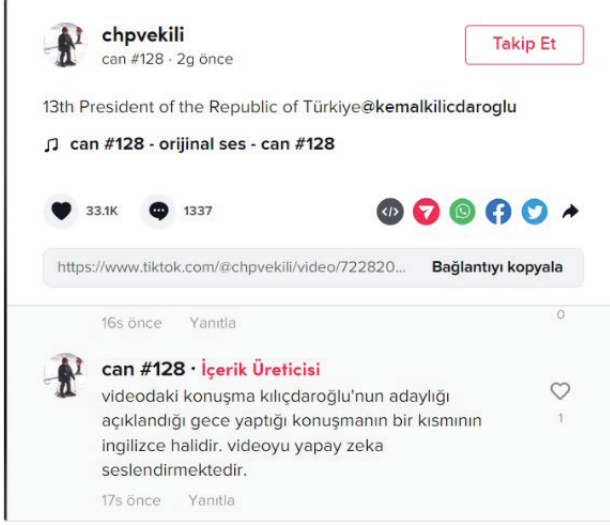 chpvekili
can #128 · 2g önce
Takip Et
13th President of the Republic of Türkiye@kemalkilicdaroglu
can #128 - orijinal ses - can #128
33.1K
1337
https://www.tiktok.com/@chpvekili/video/722820...
Bağlantıyı kopyala
16s önce Yanıtla
0
can #128 · İçerik Üreticisi
videodaki konuşma kılıçdaroğlu'nun adaylığı
açıklandığı gece yaptığı konuşmanın bir kısmının
ingilizce halidir. videoyu yapay zeka
seslendirmektedir.
1
17s önce Yanıtla